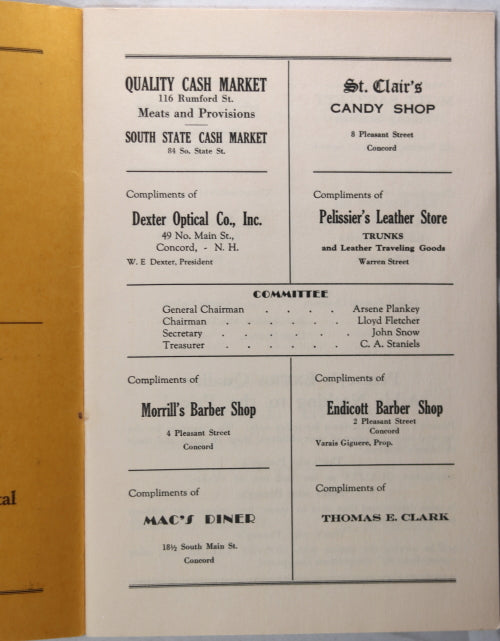 QUALITY CASH MARKET
116 Rumford St.
Meats and Provisions
SOUTH STATE CASH MARKET
84 So. State St.
St. Clair's
CANDY SHOP
8 Pleasant Street
Concord
Compliments of
Dexter Optical Co., Inc.
49 No. Main St.,
Concord, - N. H.
W. E Dexter, President
Compliments of
Pelissier's Leather Store
TRUNKS
and Leather Traveling Goods
Warren Street
COMMITTEE
General Chairman . . . . Arsene Plankey
Chairman . . . . . . Lloyd Fletcher
Secretary . . . . . . John Snow
Treasurer . . . . . . C. A. Staniels
Compliments of
Morrill's Barber Shop
4 Pleasant Street
Concord
Compliments of
Endicott Barber Shop
2 Pleasant Street
Concord
Varais Giguere, Prop.
Compliments of
MAC'S DINER
18½ South Main St.
Concord
Compliments of
THOMAS E. CLARK